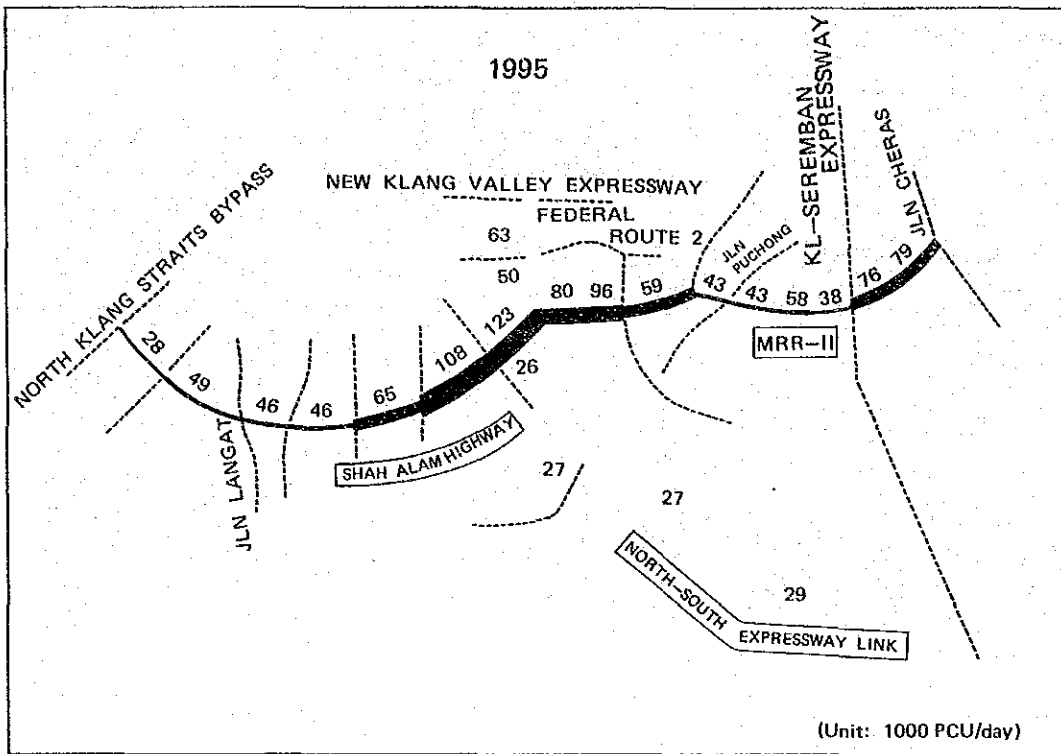 1995
NORTH KLANG STRAITS BYPASS
NEW KLANG VALLEY EXPRESSWAY
FEDERAL
ROUTE 2
JLN
PUCHONG
KL-SEREMBAN
EXPRESSWAY
JLN CHERAS
63
50
28
49
46
46
65
108
123
26
80
96
59
43
43
58
38
76
79
MRR-II
JLN LANGAT
SHAH ALAM HIGHWAY
27
27
29
NORTH-SOUTH
EXPRESSWAY LINK
(Unit: 1000 PCU/day)